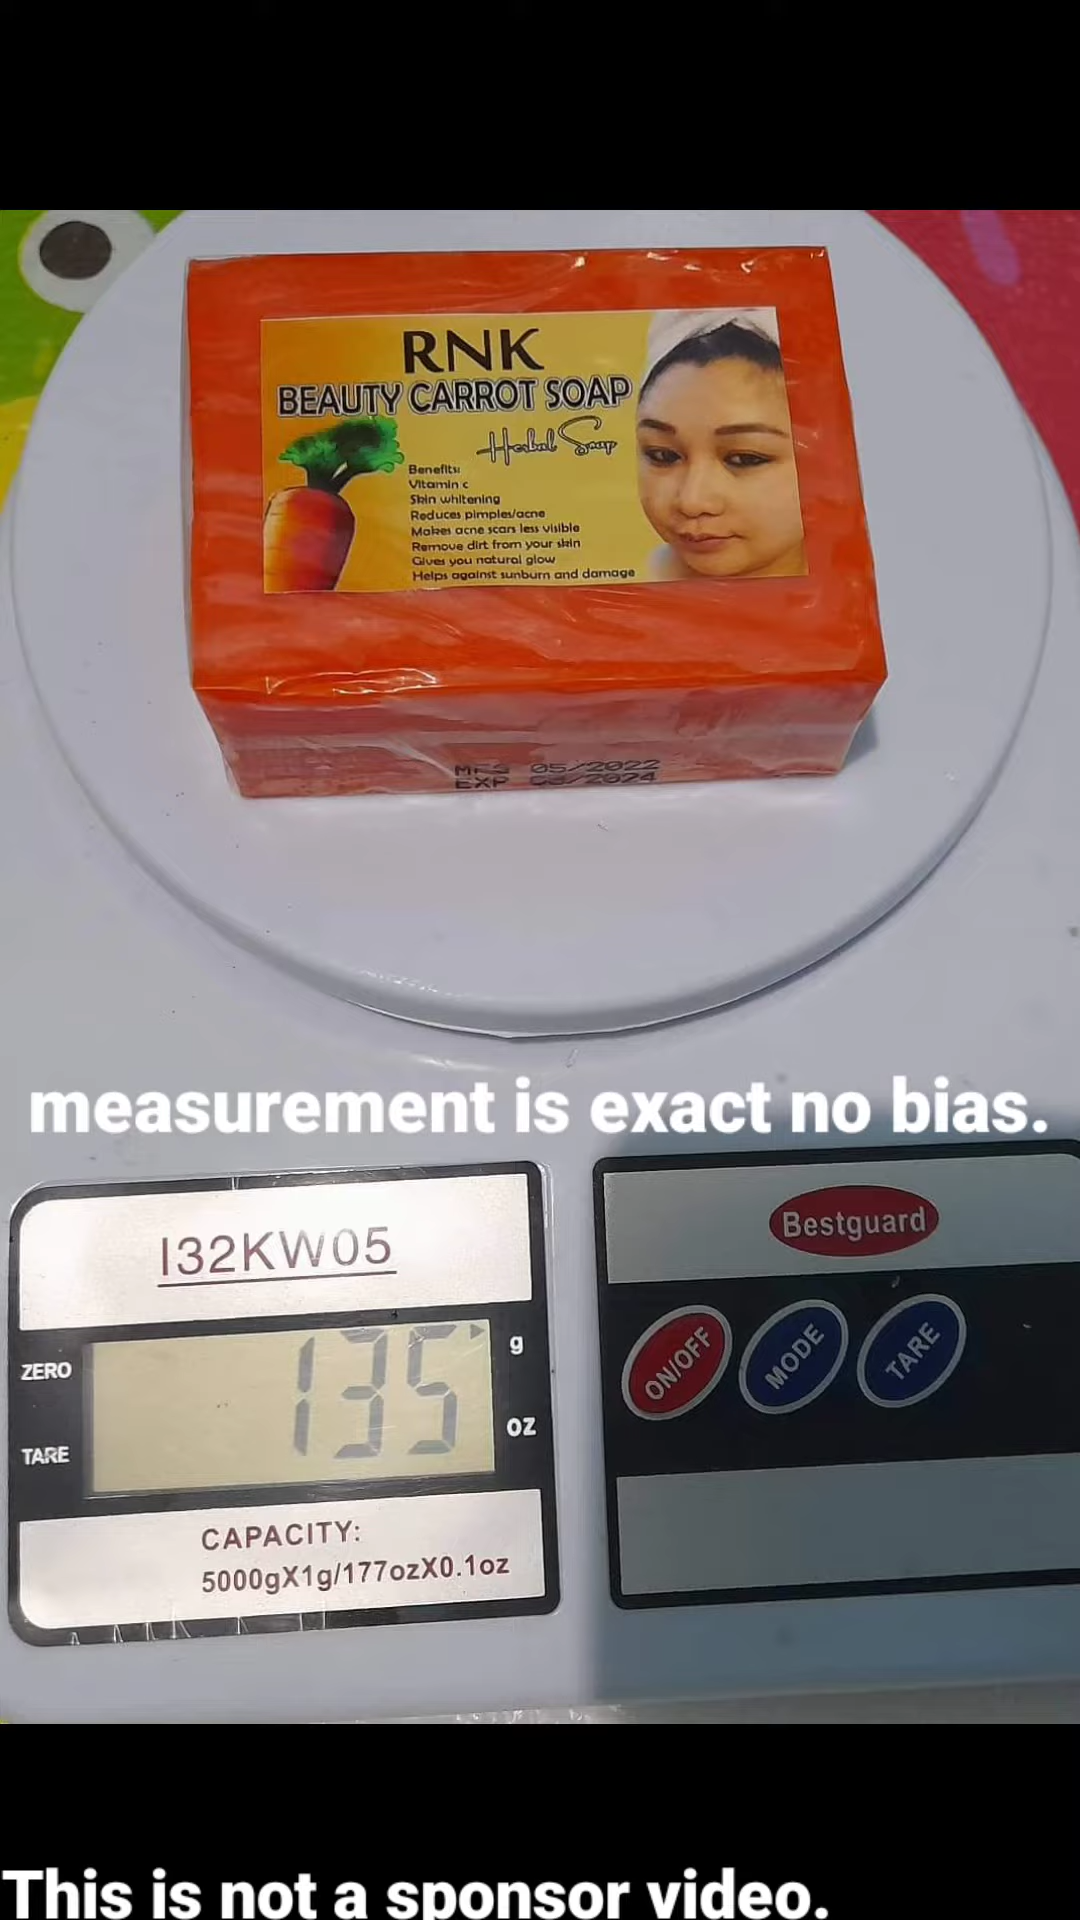 RNK
BEAUTY CARROT SOAP
Herbal Soap
Benefits:
Vitamin c
Skin whitening
Reduces pimples/acne
Makes acne scars less visible
Remove dirt from your skin
Gives you natural glow
Helps against sunburn and damage
MFG 05/2022
EXP 2024
measurement is exact no bias.
I32KW05
Bestguard
ZERO
TARE
135
g
oz
ON/OFF
MODE
TARE
CAPACITY:
5000gX1g/177ozX0.1oz
This is not a sponsor video.